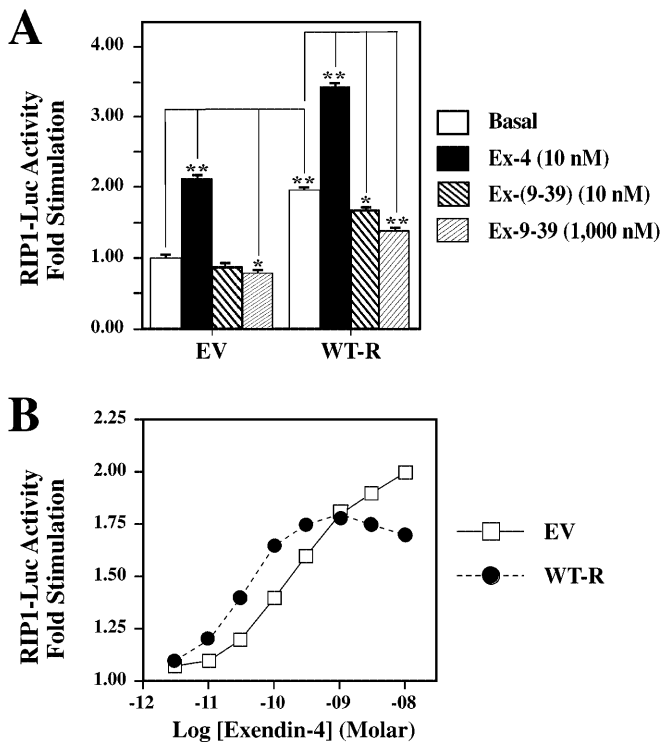 A
RIP1-Luc Activity
Fold Stimulation
4.00
3.00
2.00
1.00
0.00
**
*
**
**
*
**
EV
WT-R
Basal
Ex-4 (10 nM)
Ex-(9-39) (10 nM)
Ex-9-39 (1,000 nM)
B
RIP1-Luc Activity
Fold Stimulation
2.25
2.00
1.75
1.50
1.25
1.00
-12
-11
-10
-09
-08
Log [Exendin-4] (Molar)
EV
WT-R